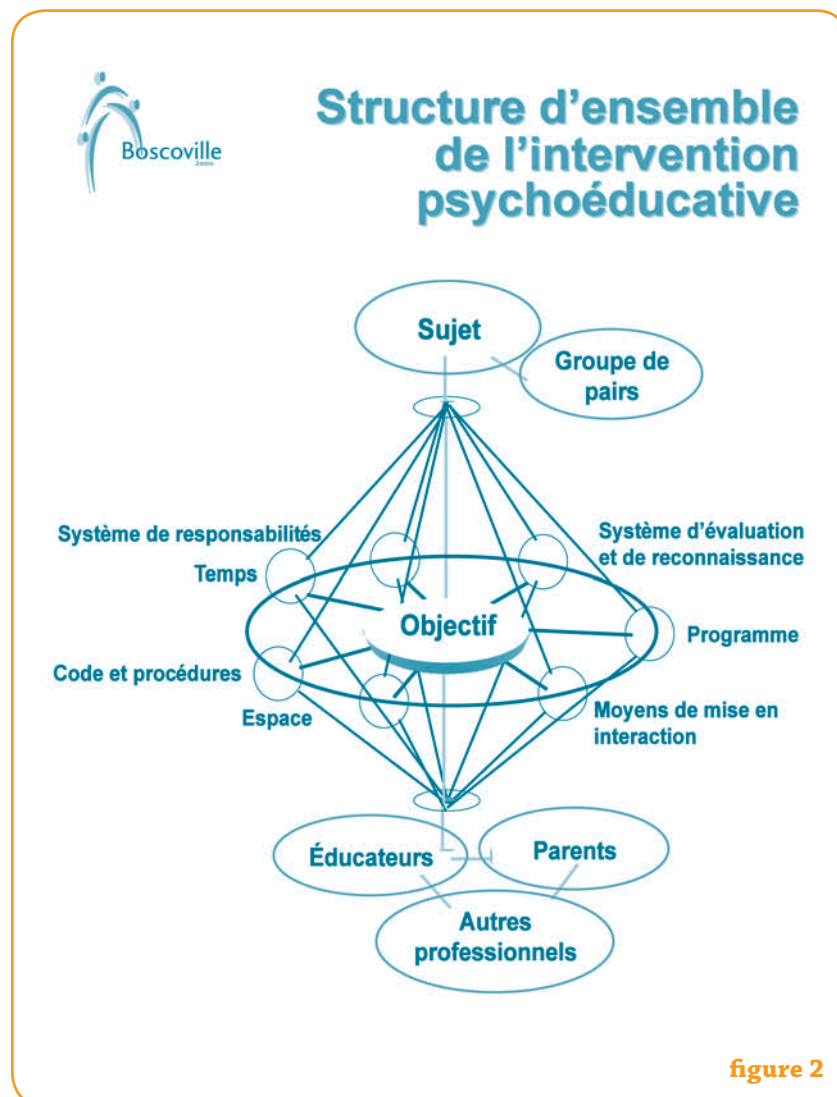 Boscoville
2000
Structure d'ensemble
de l'intervention
psychoéducative
Sujet
Groupe de
pairs
Système de responsabilités
Temps
Système d'évaluation
et de reconnaissance
Objectif
Programme
Code et procédures
Espace
Moyens de mise en
interaction
Éducateurs
Parents
Autres
professionnels
figure 2